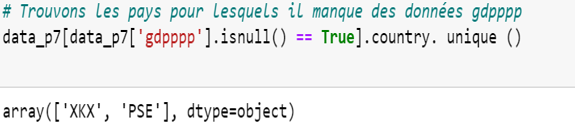 # Trouvons les pays pour lesquels il manque des données gdpppp
data_p7[data_p7['gdpppp'].isnull() == True].country. unique ()
array(['XKX', 'PSE'], dtype=object)